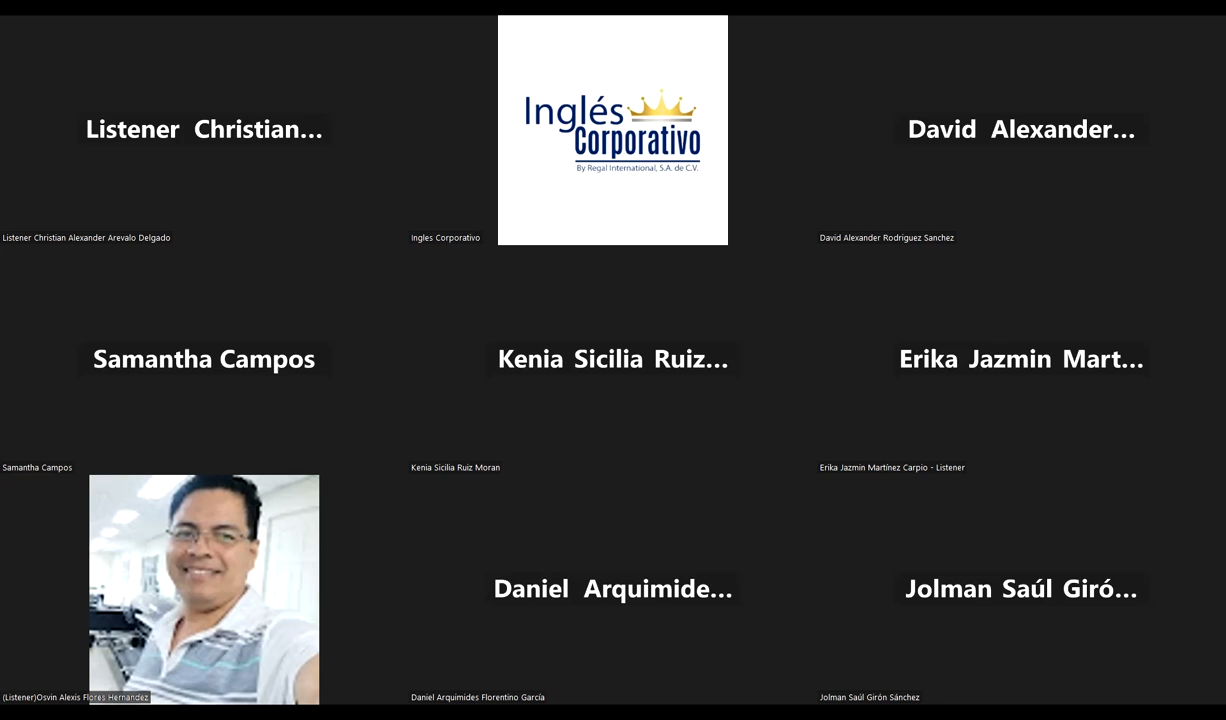 Listener Christian...
Listener Christian Alexander Arevalo Delgado
Inglés
Corporativo
By Regal International, S.A. de C.V.
Ingles Corporativo
David Alexander...
David Alexander Rodriguez Sanchez
Samantha Campos
Samantha Campos
Kenia Sicilia Ruiz...
Kenia Sicilia Ruiz Moran
Erika Jazmin Mart...
Erika Jazmin Martínez Carpio - Listener
(Listener)Osvin Alexis Flores Hernandez
Daniel Arquimide...
Daniel Arquimides Florentino García
Jolman Saúl Giró...
Jolman Saúl Girón Sánchez